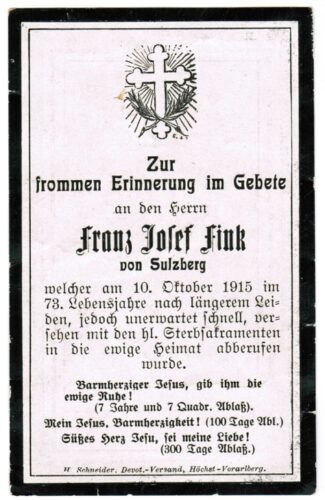 Zur
frommen Erinnerung im Gebete
an den Herrn
Franz Josef Fink
von Sulzberg
welcher am 10. Oktober 1915 im
73. Lebensjahre nach längerem Lei=
den, jedoch unerwartet schnell, ver=
sehen mit den hl. Sterbsakramenten
in die ewige Heimat abberufen
wurde.
Barmherziger Jesus, gib ihm die
ewige Ruhe!
(7 Jahre und 7 Quadr. Ablaß.)
Mein Jesus, Barmherzigkeit! (100 Tage Abl.)
Süßes Herz Jesu, sei meine Liebe!
(300 Tage Ablaß.)
H Schneider, Devot.-Versand, Höchst-Vorarlberg.